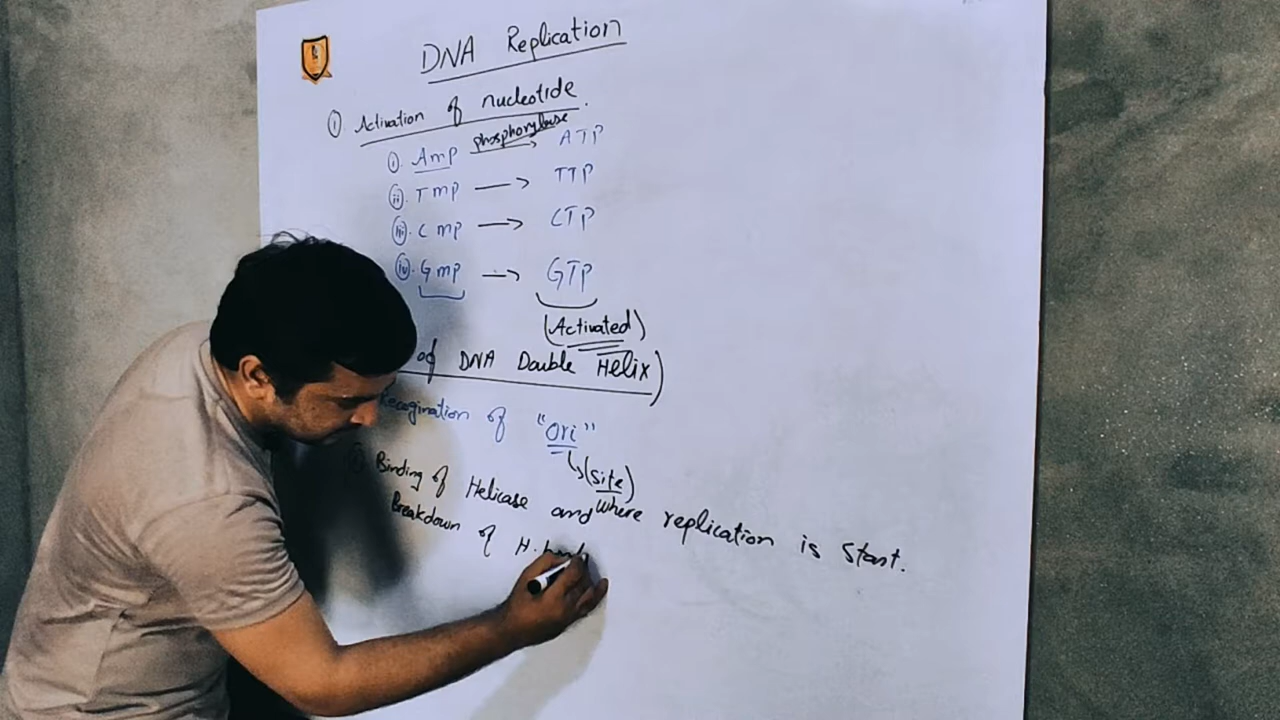 DNA Replication
① Activation of nucleotide.
ⓘ. Amp phosphorylase → ATP
ⓘⓘ. Tmp → TTP
ⓘⓘⓘ. Cmp → CTP
ⓘⓥ. Gmp → GTP
(Activated)
of DNA Double Helix)
Recogination of "Ori"
↳(site)
where replication is start.
Binding of Helicase and
Breakdown of H.